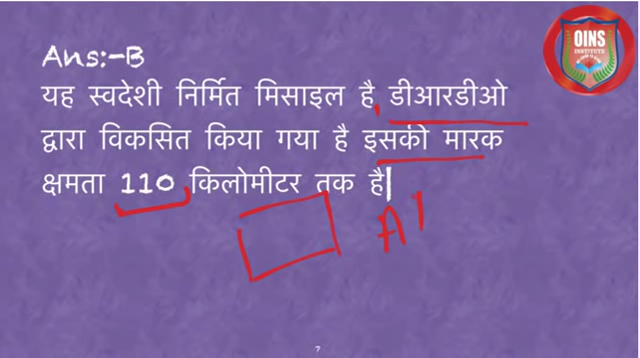 OINS
INSTITUTE
Ans:-B
यह स्वदेशी निर्मित मिसाइल है, डीआरडीओ
द्वारा विकसित किया गया है इसकी मारक
क्षमता 110 किलोमीटर तक है|
7